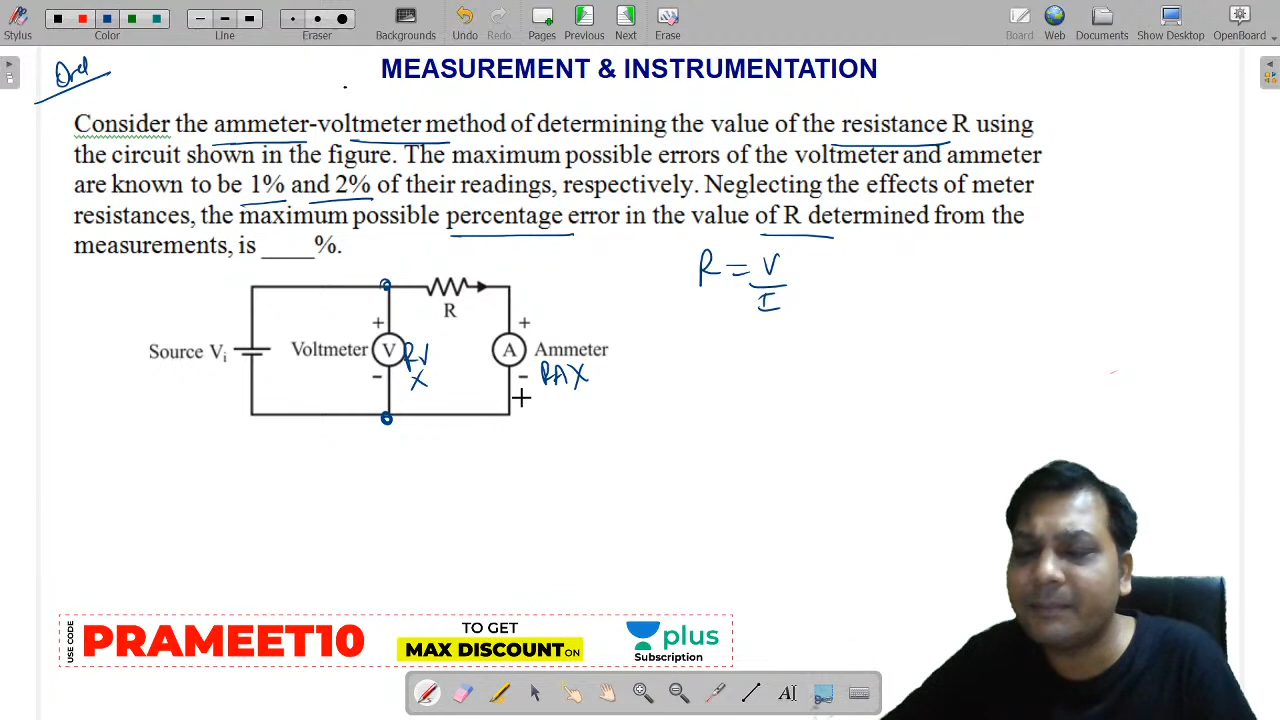 Stylus
Color
Line
Eraser
Backgrounds
Undo
Redo
Pages
Previous
Next
Erase
Board
Web
Documents
Show Desktop
OpenBoard
MEASUREMENT & INSTRUMENTATION
Consider the ammeter-voltmeter method of determining the value of the resistance R using
the circuit shown in the figure. The maximum possible errors of the voltmeter and ammeter
are known to be 1% and 2% of their readings, respectively. Neglecting the effects of meter
resistances, the maximum possible percentage error in the value of R determined from the
measurements, is ____%.
R = V
I
R
+
+
Source Vi
Voltmeter
V
RV
X
A
Ammeter
RAX
-
-
USE CODE
PRAMEET10
TO GET
MAX DISCOUNT ON
plus
Subscription
AI